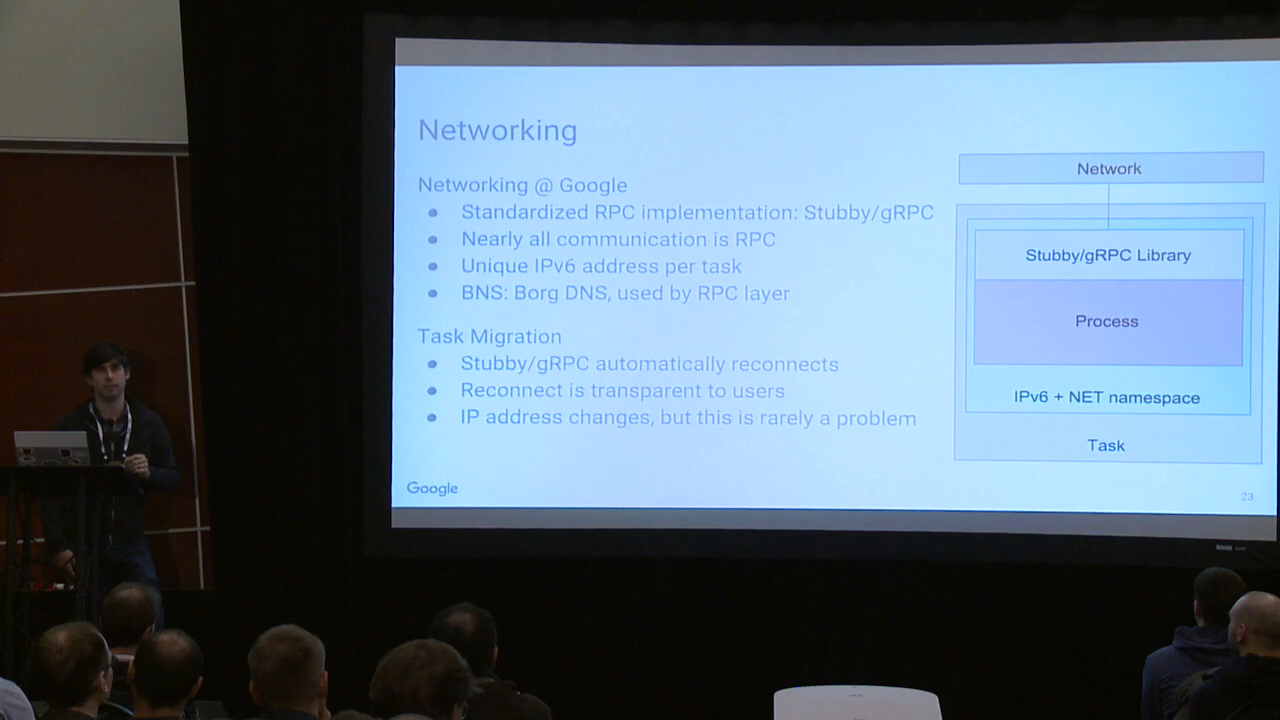 Networking
Networking @ Google
Standardized RPC implementation: Stubby/gRPC
Nearly all communication is RPC
Unique IPv6 address per task
BNS: Borg DNS, used by RPC layer
Task Migration
Stubby/gRPC automatically reconnects
Reconnect is transparent to users
IP address changes, but this is rarely a problem
Network
Stubby/gRPC Library
Process
IPv6 + NET namespace
Task
Google
23